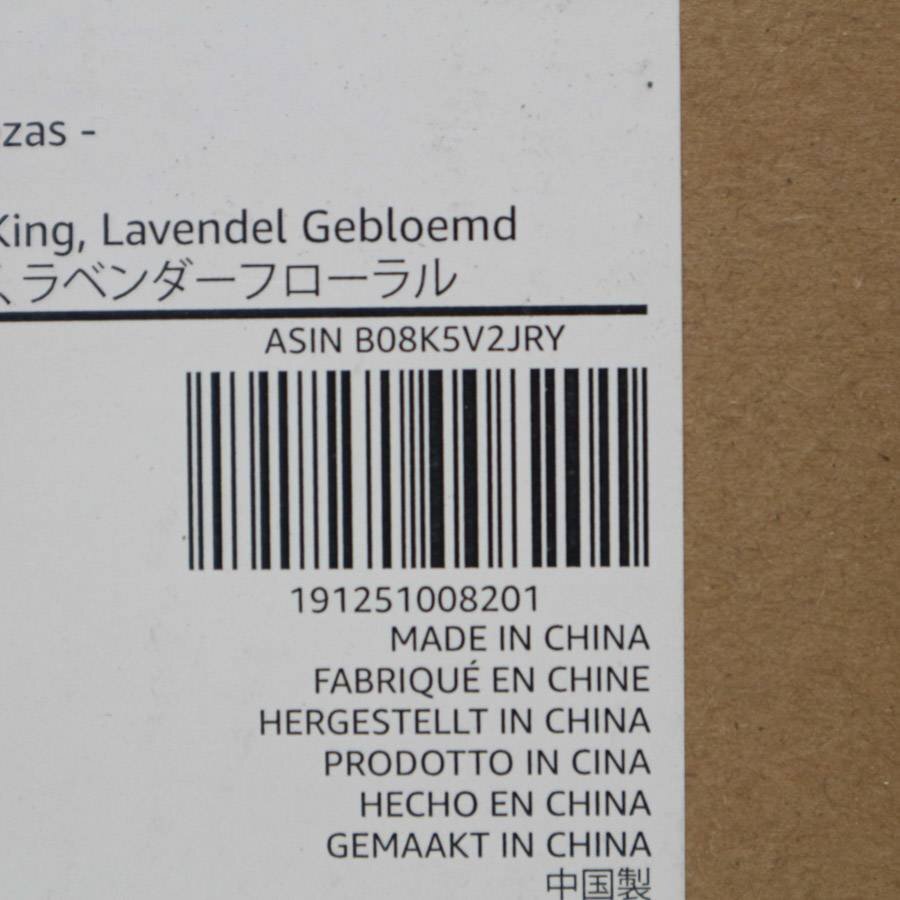 zas -
King, Lavendel Gebloemd
、ラベンダーフローラル
ASIN B08K5V2JRY
191251008201
MADE IN CHINA
FABRIQUÉ EN CHINE
HERGESTELLT IN CHINA
PRODOTTO IN CINA
HECHO EN CHINA
GEMAAKT IN CHINA
中国製